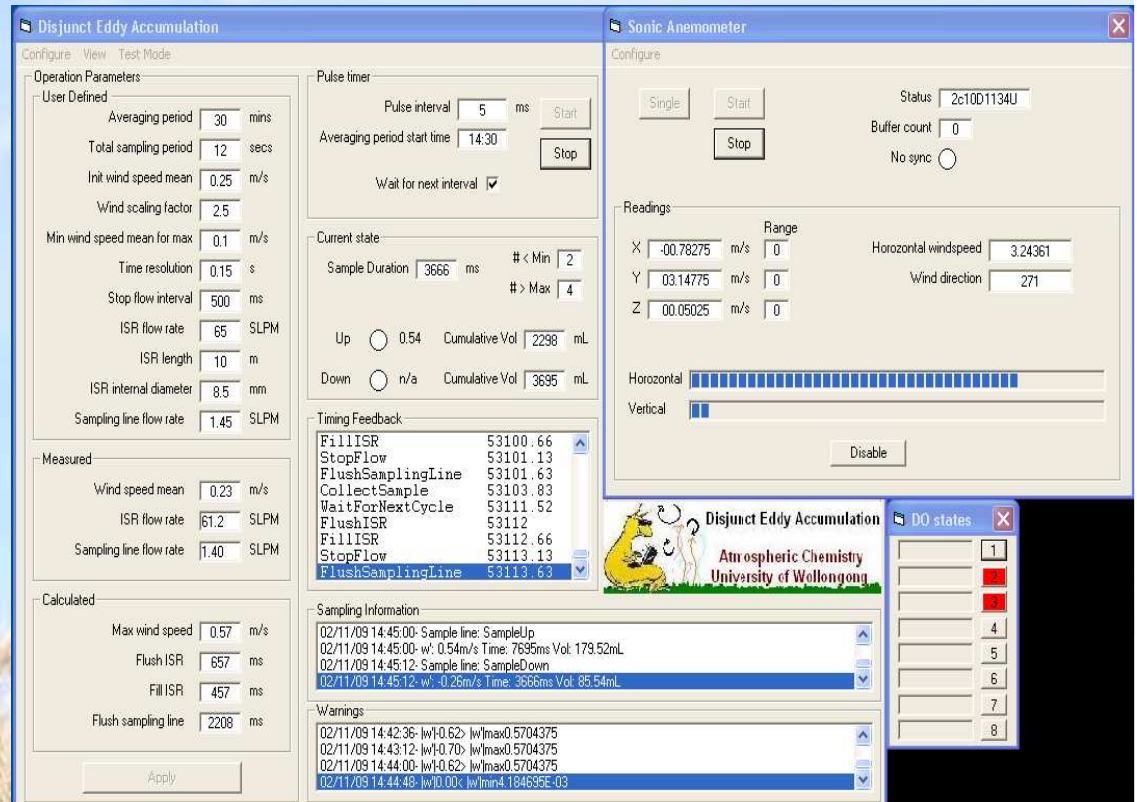 Disjunct Eddy Accumulation
Configure View Test Mode
Operation Parameters
User Defined
Averaging period 30 mins
Total sampling period 12 secs
Init wind speed mean 0.25 m/s
Wind scaling factor 2.5
Min wind speed mean for max 0.1 m/s
Time resolution 0.15 s
Stop flow interval 500 ms
ISR flow rate 65 SLPM
ISR length 10 m
ISR internal diameter 8.5 mm
Sampling line flow rate 1.45 SLPM
Measured
Wind speed mean 0.23 m/s
ISR flow rate 61.2 SLPM
Sampling line flow rate 1.40 SLPM
Calculated
Max wind speed 0.57 m/s
Flush ISR 657 ms
Fill ISR 457 ms
Flush sampling line 2208 ms
Apply
Pulse timer
Pulse interval 5 ms Start
Averaging period start time 14:30
Stop
Wait for next interval
Current state
Sample Duration 3666 ms # < Min 2
# > Max 4
Up 0.54 Cumulative Vol 2298 mL
Down n/a Cumulative Vol 3695 mL
Timing Feedback
FillISR 53100.66
StopFlow 53101.13
FlushSamplingLine 53101.63
CollectSample 53103.83
WaitForNextCycle 53111.52
FlushISR 53112
FillISR 53112.66
StopFlow 53113.13
FlushSamplingLine 53113.63
Sampling Information
02/11/09 14:45:00- Sample line: SampleUp
02/11/09 14:45:00- w': 0.54m/s Time: 7695ms Vol: 179.52mL
02/11/09 14:45:12- Sample line: SampleDown
02/11/09 14:45:12- w': -0.26m/s Time: 3666ms Vol: 85.54mL
Warnings
02/11/09 14:42:36- |w'|-0.62> |w'|max0.5704375
02/11/09 14:43:12- |w'|-0.70> |w'|max0.5704375
02/11/09 14:44:00- |w'|-0.62> |w'|max0.5704375
02/11/09 14:44:48- |w'|0.00< |w'|min4.184695E-03
Sonic Anemometer
Configure
Single Start
Stop
Status 2c10D1134U
Buffer count 0
No sync
Readings
Range
X -00.78275 m/s 0
Y 03.14775 m/s 0
Z 00.05025 m/s 0
Horozontal windspeed 3.24361
Wind direction 271
Horozontal
Vertical
Disable
Disjunct Eddy Accumulation
Atmospheric Chemistry
University of Wollongong
DO states
1
2
3
4
5
6
7
8